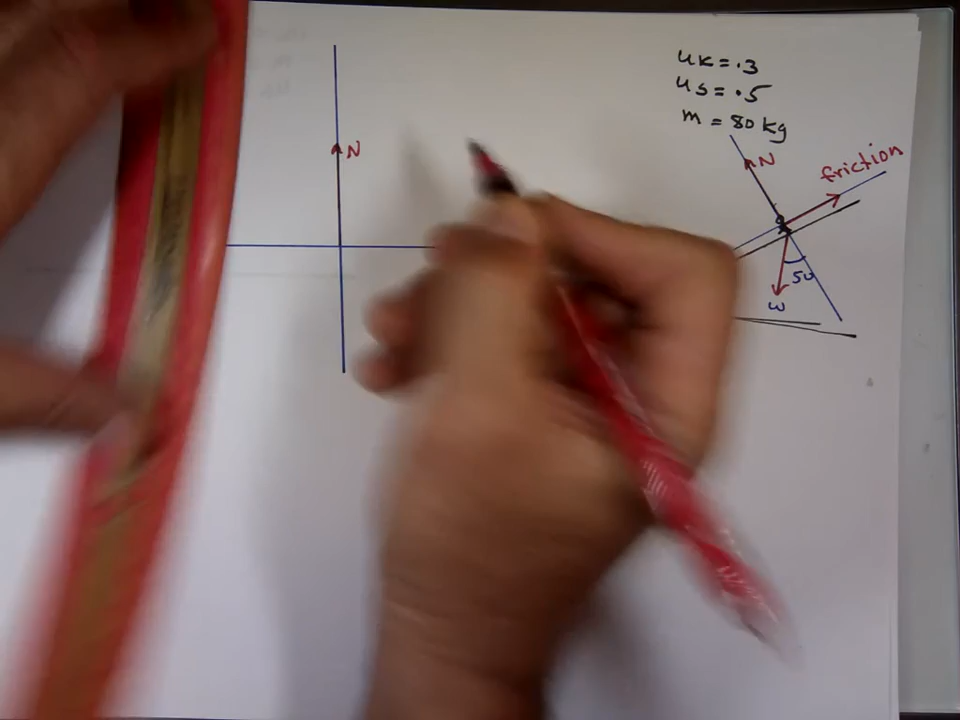 uk = .3
us = .5
m = 80 kg
N
N
friction
50
w